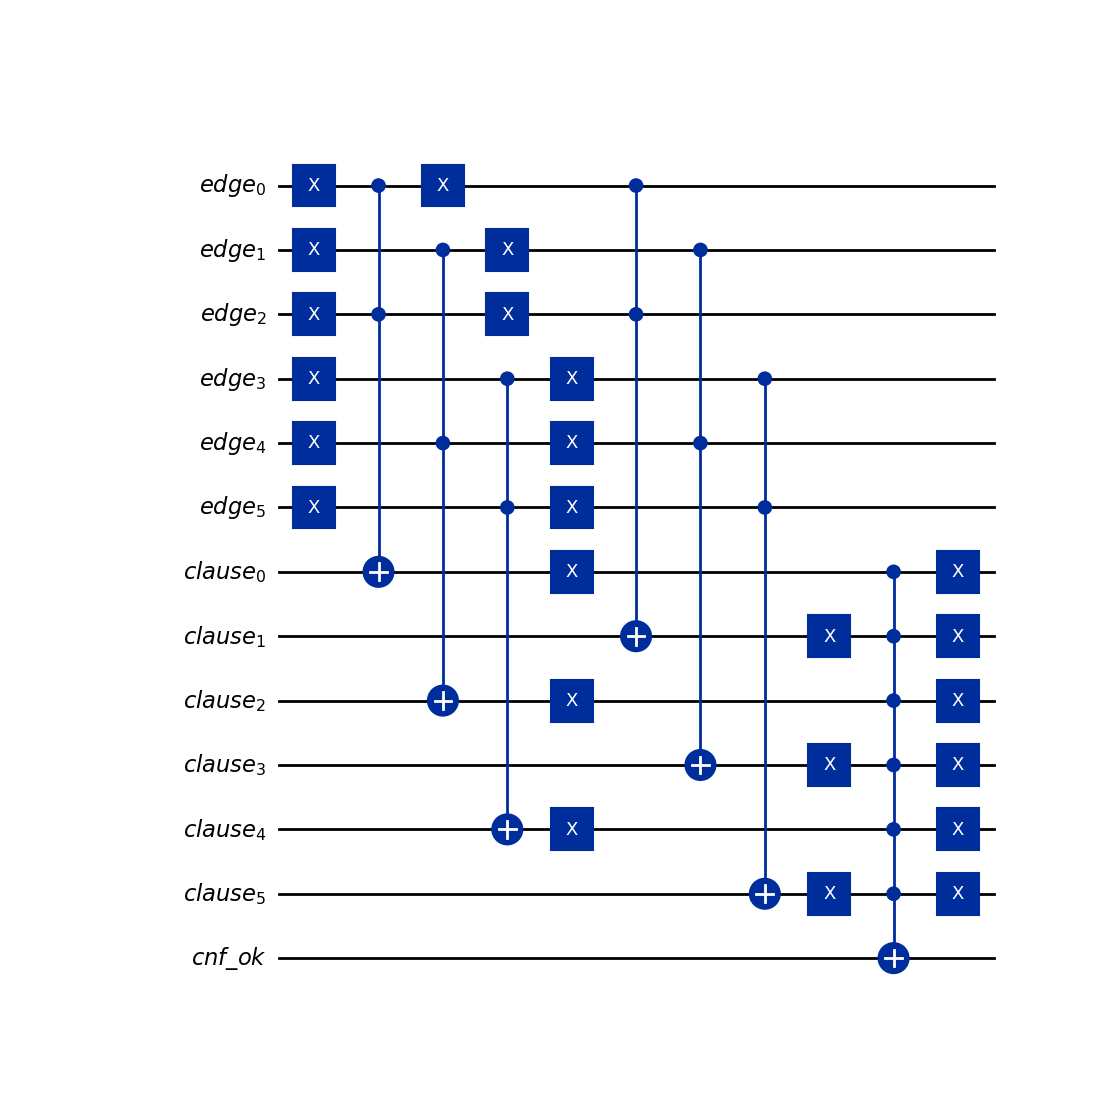 edge₀ X X
edge₁ X X
edge₂ X X
edge₃ X X
edge₄ X X
edge₅ X X
clause₀ X X
clause₁ X X
clause₂ X X
clause₃ X X
clause₄ X X
clause₅ X X
cnf_ok